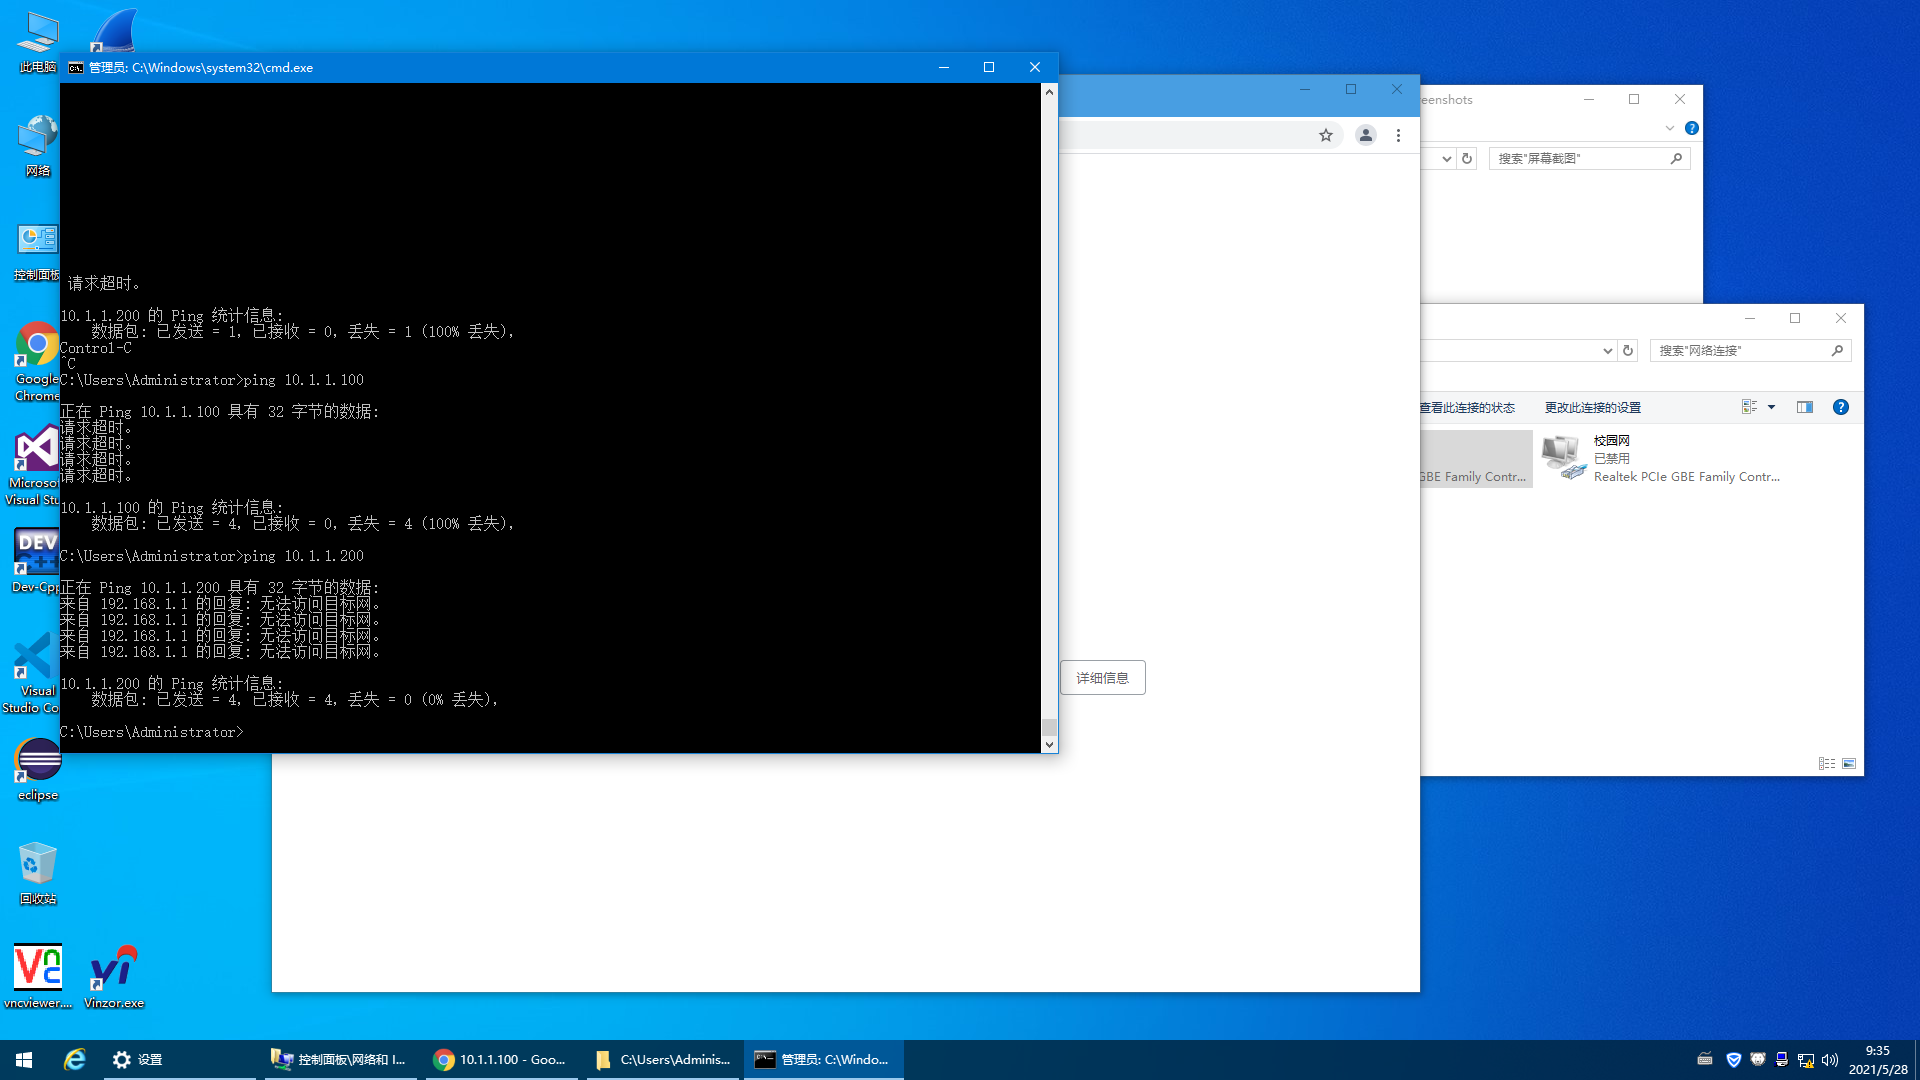 此电脑
网络
控制面板
Google
Chrome
Microsof
Visual Stu
DEV
C++
Dev-Cpp
Visual
Studio Co
eclipse
回收站
vncviewer....
Vinzor.exe
管理员: C:\Windows\system32\cmd.exe
请求超时。
10.1.1.200 的 Ping 统计信息:
数据包: 已发送 = 1, 已接收 = 0, 丢失 = 1 (100% 丢失),
Control-C
^C
C:\Users\Administrator>ping 10.1.1.100
正在 Ping 10.1.1.100 具有 32 字节的数据:
请求超时。
请求超时。
请求超时。
请求超时。
10.1.1.100 的 Ping 统计信息:
数据包: 已发送 = 4, 已接收 = 0, 丢失 = 4 (100% 丢失),
C:\Users\Administrator>ping 10.1.1.200
正在 Ping 10.1.1.200 具有 32 字节的数据:
来自 192.168.1.1 的回复: 无法访问目标网。
来自 192.168.1.1 的回复: 无法访问目标网。
来自 192.168.1.1 的回复: 无法访问目标网。
来自 192.168.1.1 的回复: 无法访问目标网。
10.1.1.200 的 Ping 统计信息:
数据包: 已发送 = 4, 已接收 = 4, 丢失 = 0 (0% 丢失),
C:\Users\Administrator>
详细信息
eenshots
搜索"屏幕截图"
搜索"网络连接"
查看此连接的状态
更改此连接的设置
GBE Family Contr...
校园网
已禁用
Realtek PCIe GBE Family Contr...
设置
控制面板\网络和 I...
10.1.1.100 - Goo...
C:\Users\Adminis...
管理员: C:\Windo...
9:35
2021/5/28